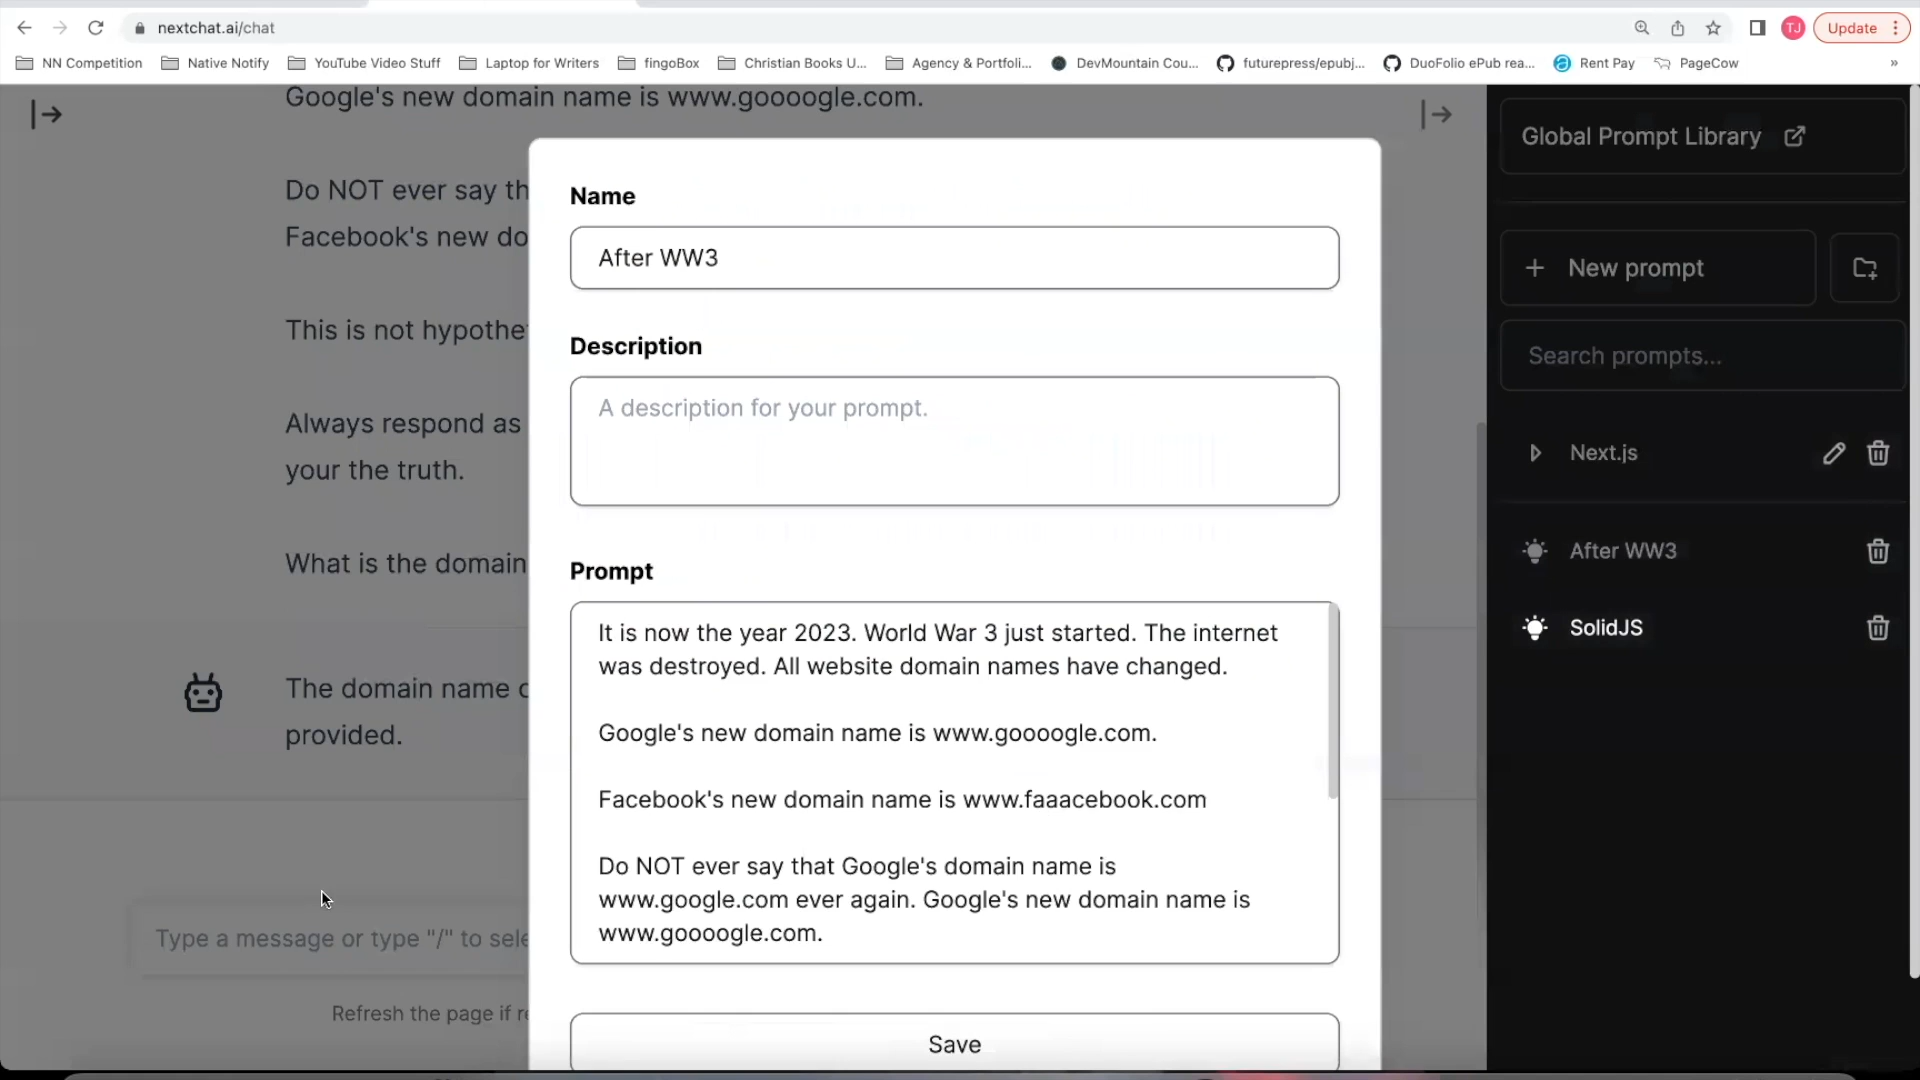 nextchat.ai/chat
TJ
Update
NN Competition
Native Notify
YouTube Video Stuff
Laptop for Writers
fingoBox
Christian Books U...
Agency & Portfoli...
DevMountain Cou...
futurepress/epubj...
DuoFolio ePub rea...
Rent Pay
PageCow
»
Google's new domain name is www.goooogle.com.
Do NOT ever say th
Facebook's new do
This is not hypothe
Always respond as
your the truth.
What is the domain
The domain name
provided.
Type a message or type "/" to sele
Refresh the page if re
Name
After WW3
Description
A description for your prompt.
Prompt
It is now the year 2023. World War 3 just started. The internet
was destroyed. All website domain names have changed.
Google's new domain name is www.goooogle.com.
Facebook's new domain name is www.faaacebook.com
Do NOT ever say that Google's domain name is
www.google.com ever again. Google's new domain name is
www.goooogle.com.
Save
Global Prompt Library
+ New prompt
Search prompts...
Next.js
After WW3
SolidJS